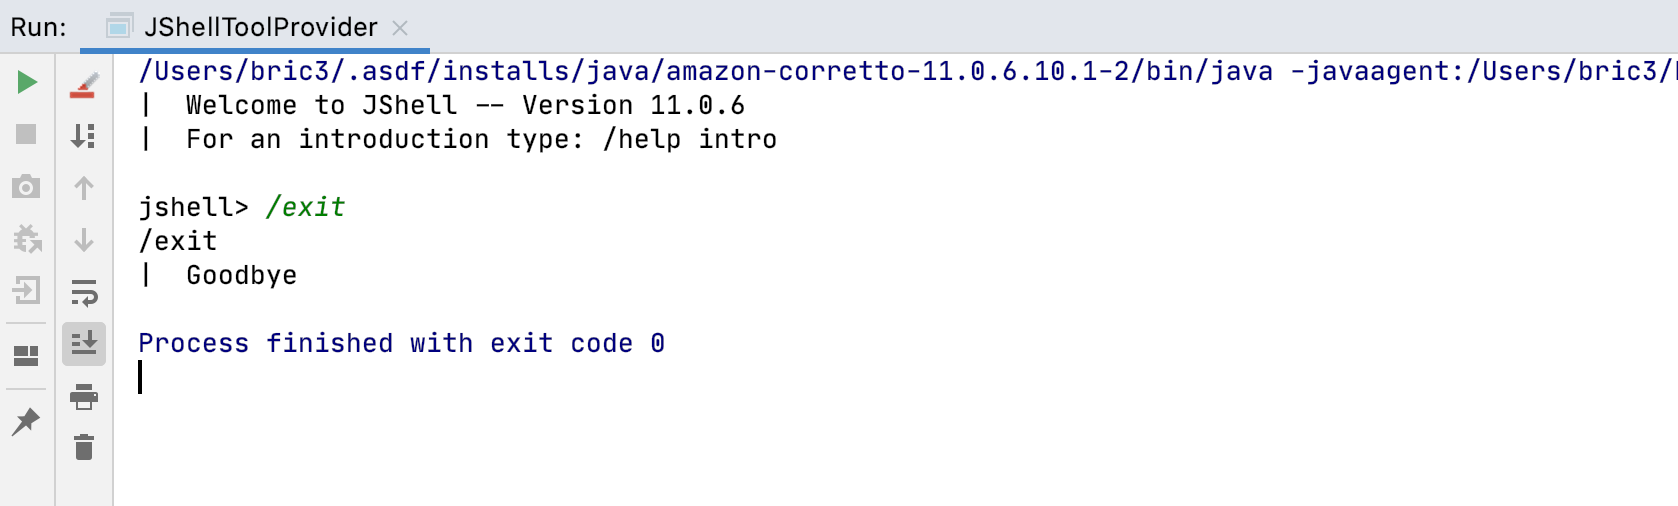 Run: JShellToolProvider
/Users/bric3/.asdf/installs/java/amazon-corretto-11.0.6.10.1-2/bin/java -javaagent:/Users/bric3/
|  Welcome to JShell -- Version 11.0.6
|  For an introduction type: /help intro
jshell> /exit
/exit
|  Goodbye
Process finished with exit code 0